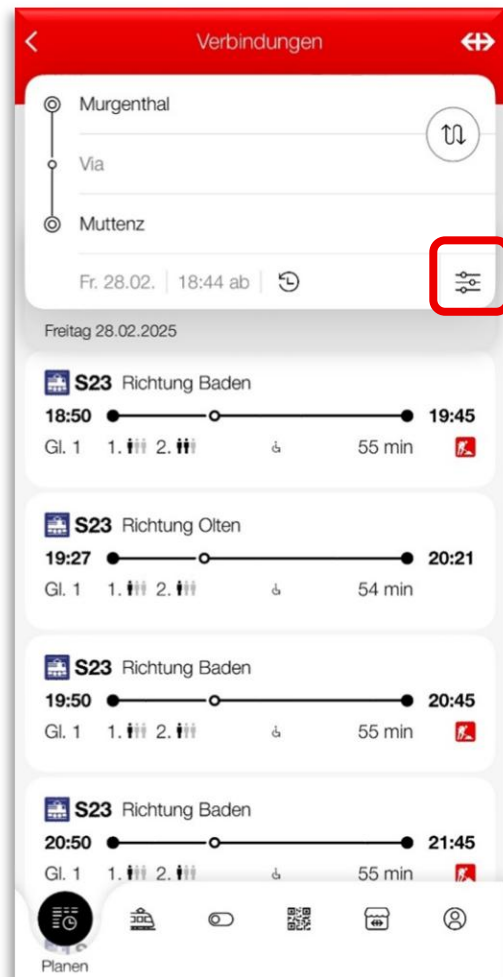 Verbindungen
Murgenthal
Via
Muttenz
Fr. 28.02. 18:44 ab
Freitag 28.02.2025
S23 Richtung Baden
18:50 19:45
Gl. 1 1. 2. 55 min
S23 Richtung Olten
19:27 20:21
Gl. 1 1. 2. 54 min
S23 Richtung Baden
19:50 20:45
Gl. 1 1. 2. 55 min
S23 Richtung Baden
20:50 21:45
Gl. 1 1. 2. 55 min
Planen